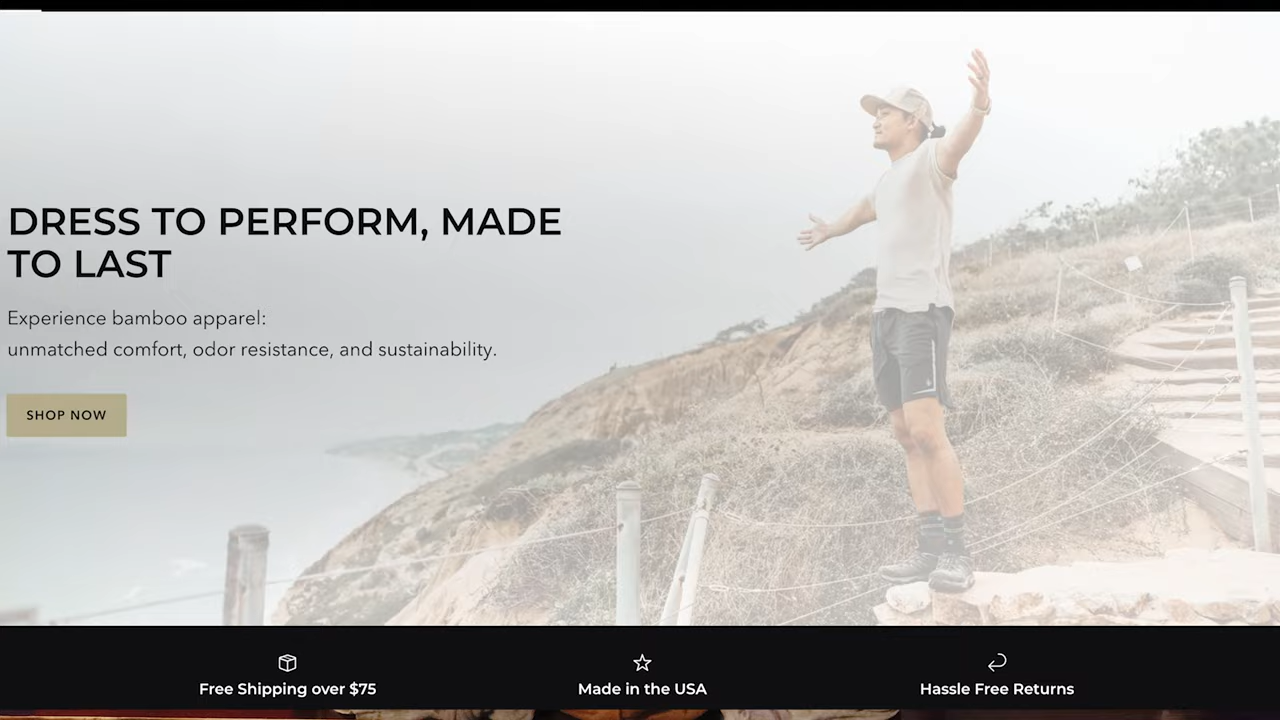 DRESS TO PERFORM, MADE
TO LAST
Experience bamboo apparel:
unmatched comfort, odor resistance, and sustainability.
SHOP NOW
Free Shipping over $75
Made in the USA
Hassle Free Returns